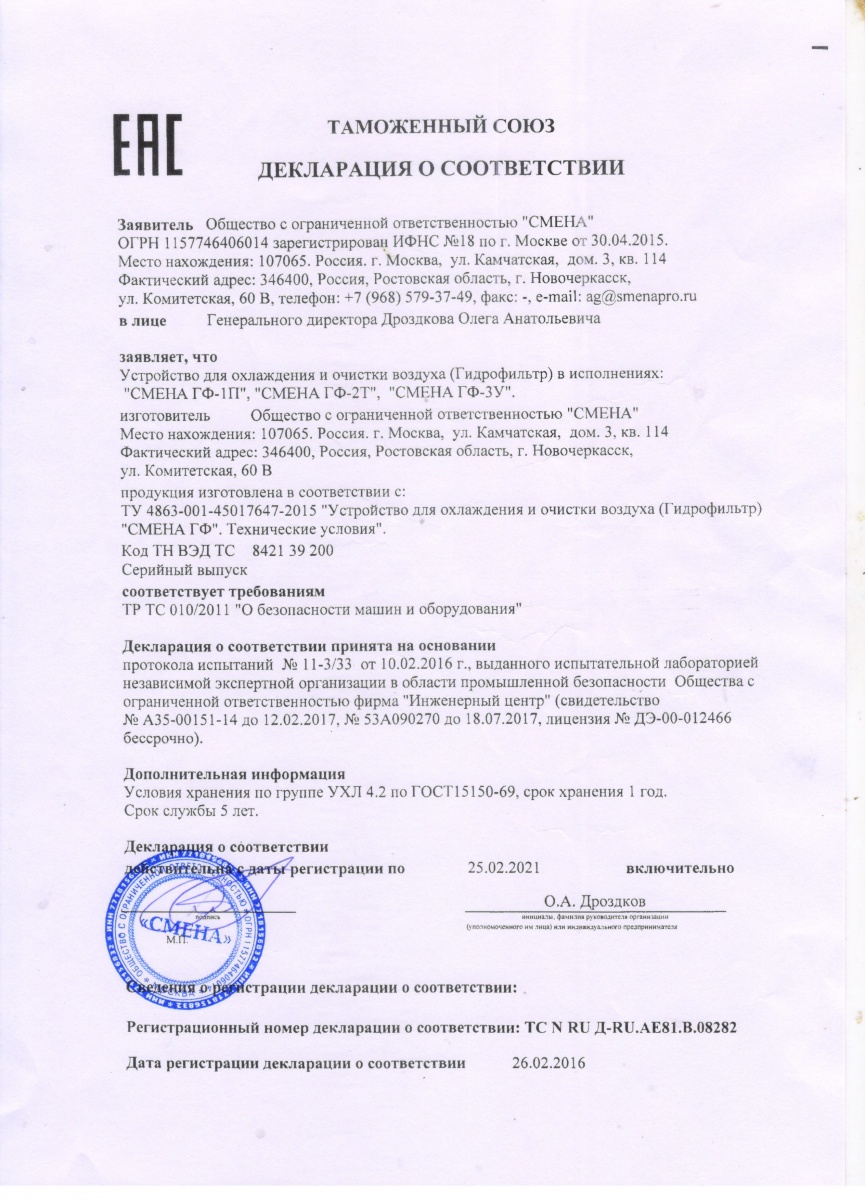 ЕАС
ТАМОЖЕННЫЙ СОЮЗ
ДЕКЛАРАЦИЯ О СООТВЕТСТВИИ
Заявитель Общество с ограниченной ответственностью "СМЕНА"
ОГРН 1157746406014 зарегистрирован ИФНС №18 по г. Москве от 30.04.2015.
Место нахождения: 107065. Россия. г. Москва, ул. Камчатская, дом. 3, кв. 114
Фактический адрес: 346400, Россия, Ростовская область, г. Новочеркасск,
ул. Комитетская, 60 В, телефон: +7 (968) 579-37-49, факс: -, e-mail: ag@smenapro.ru
в лице Генерального директора Дроздкова Олега Анатольевича
заявляет, что
Устройство для охлаждения и очистки воздуха (Гидрофильтр) в исполнениях:
"СМЕНА ГФ-1П", "СМЕНА ГФ-2Т", "СМЕНА ГФ-3У".
изготовитель Общество с ограниченной ответственностью "СМЕНА"
Место нахождения: 107065. Россия. г. Москва, ул. Камчатская, дом. 3, кв. 114
Фактический адрес: 346400, Россия, Ростовская область, г. Новочеркасск,
ул. Комитетская, 60 В
продукция изготовлена в соответствии с:
ТУ 4863-001-45017647-2015 "Устройство для охлаждения и очистки воздуха (Гидрофильтр)
"СМЕНА ГФ". Технические условия".
Код ТН ВЭД ТС 8421 39 200
Серийный выпуск
соответствует требованиям
ТР ТС 010/2011 "О безопасности машин и оборудования"
Декларация о соответствии принята на основании
протокола испытаний № 11-3/33 от 10.02.2016 г., выданного испытательной лабораторией
независимой экспертной организации в области промышленной безопасности Общества с
ограниченной ответственностью фирма "Инженерный центр" (свидетельство
№ А35-00151-14 до 12.02.2017, № 53А090270 до 18.07.2017, лицензия № ДЭ-00-012466
бессрочно).
Дополнительная информация
Условия хранения по группе УХЛ 4.2 по ГОСТ15150-69, срок хранения 1 год.
Срок службы 5 лет.
Декларация о соответствии
действительна с даты регистрации по 25.02.2021 включительно
О.А. Дроздков
подпись
инициалы, фамилия руководителя организации
(уполномоченного им лица) или индивидуального предпринимателя
«СМЕНА»
М.П.
ОБЩЕСТВО С ОГРАНИЧЕННОЙ ОТВЕТСТВЕННОСТЬЮ
МОСКВА
Сведения о регистрации декларации о соответствии:
Регистрационный номер декларации о соответствии: ТС N RU Д-RU.АЕ81.В.08282
Дата регистрации декларации о соответствии 26.02.2016